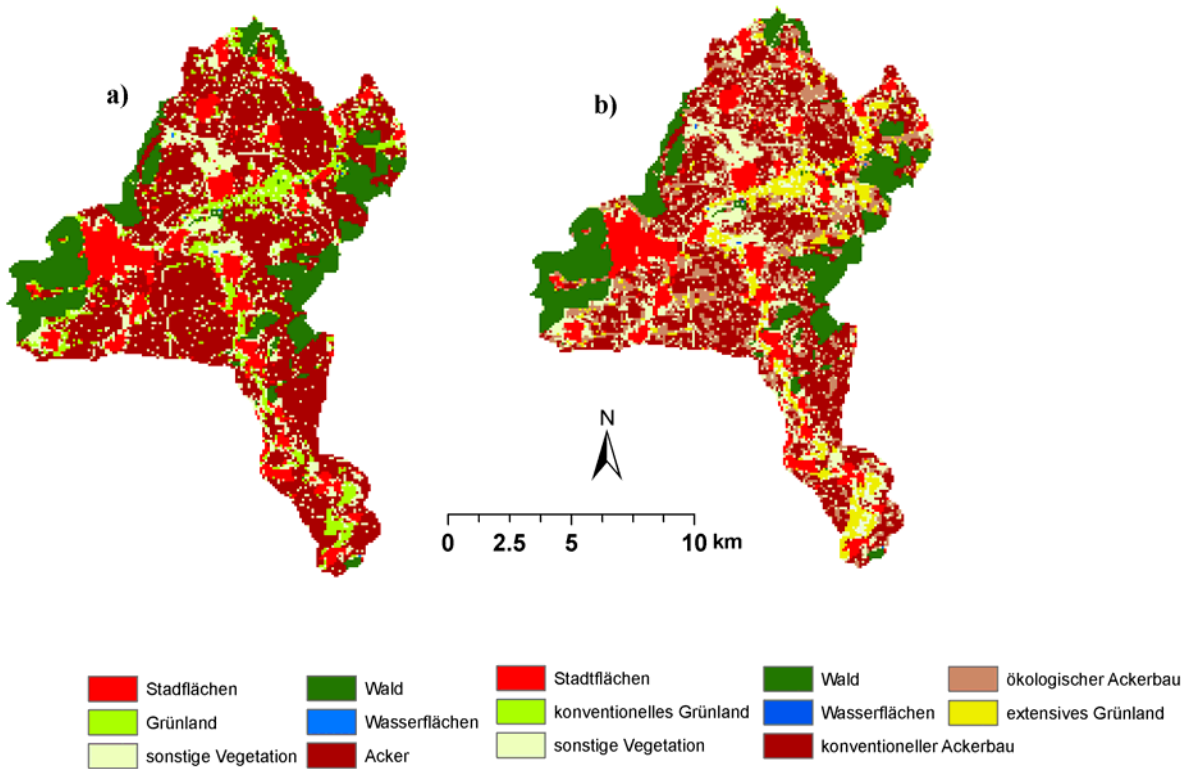 a)
b)
N
0 2.5 5 10 km
Stadflächen
Grünland
sonstige Vegetation
Wald
Wasserflächen
Acker
Stadtflächen
konventionelles Grünland
sonstige Vegetation
Wald
Wasserflächen
konventioneller Ackerbau
ökologischer Ackerbau
extensives Grünland